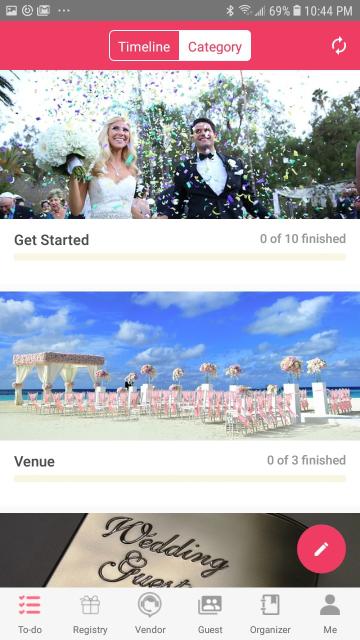 69% 10:44 PM
Timeline Category
Get Started 0 of 10 finished
Venue 0 of 3 finished
Wedding
Guest
To-do Registry Vendor Guest Organizer Me